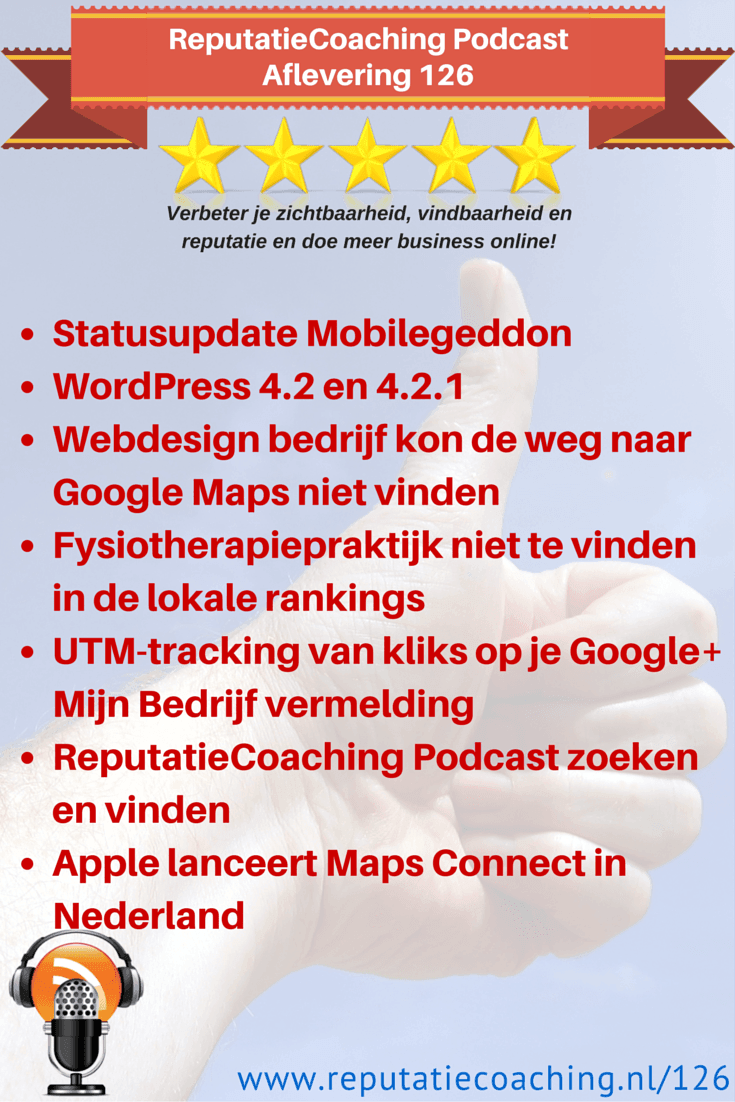 ReputatieCoaching Podcast
Aflevering 126
Verbeter je zichtbaarheid, vindbaarheid en
reputatie en doe meer business online!
• Statusupdate Mobilegeddon
• WordPress 4.2 en 4.2.1
• Webdesign bedrijf kon de weg naar
Google Maps niet vinden
• Fysiotherapiepraktijk niet te vinden
in de lokale rankings
• UTM-tracking van kliks op je Google+
Mijn Bedrijf vermelding
• ReputatieCoaching Podcast zoeken
en vinden
• Apple lanceert Maps Connect in
Nederland
www.reputatiecoaching.nl/126